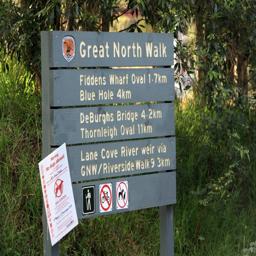 Great North Walk
Fiddens Wharf Oval 1·7km
Blue Hole 4km
DeBurghs Bridge 4·2km
Thornleigh Oval 11km
Lane Cove River weir via
GNW/Riverside Walk 9·3km